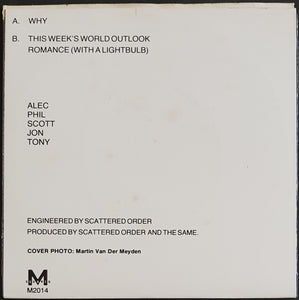 A. WHY
B. THIS WEEK'S WORLD OUTLOOK
ROMANCE (WITH A LIGHTBULB)
ALEC
PHIL
SCOTT
JON
TONY
ENGINEERED BY SCATTERED ORDER
PRODUCED BY SCATTERED ORDER AND THE SAME.
COVER PHOTO: Martin Van Der Meyden
M
M2014